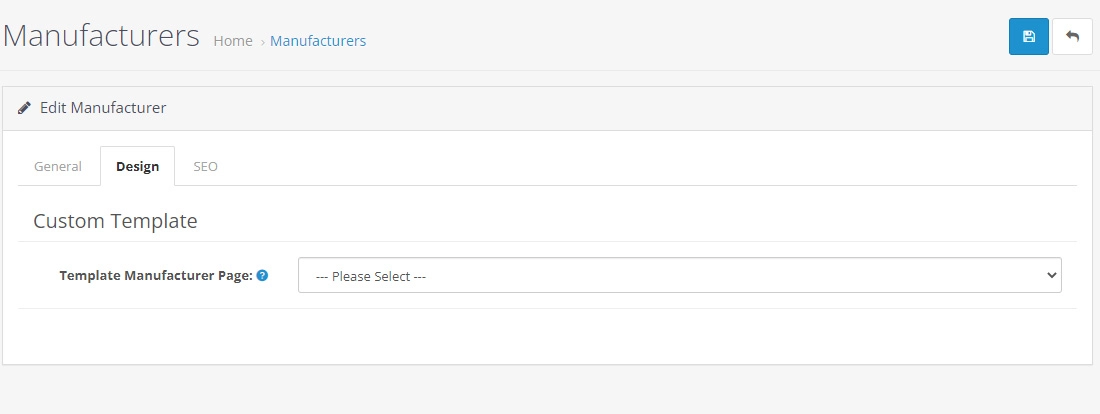 Manufacturers Home › Manufacturers
Edit Manufacturer
General Design SEO
Custom Template
Template Manufacturer Page: ? --- Please Select ---